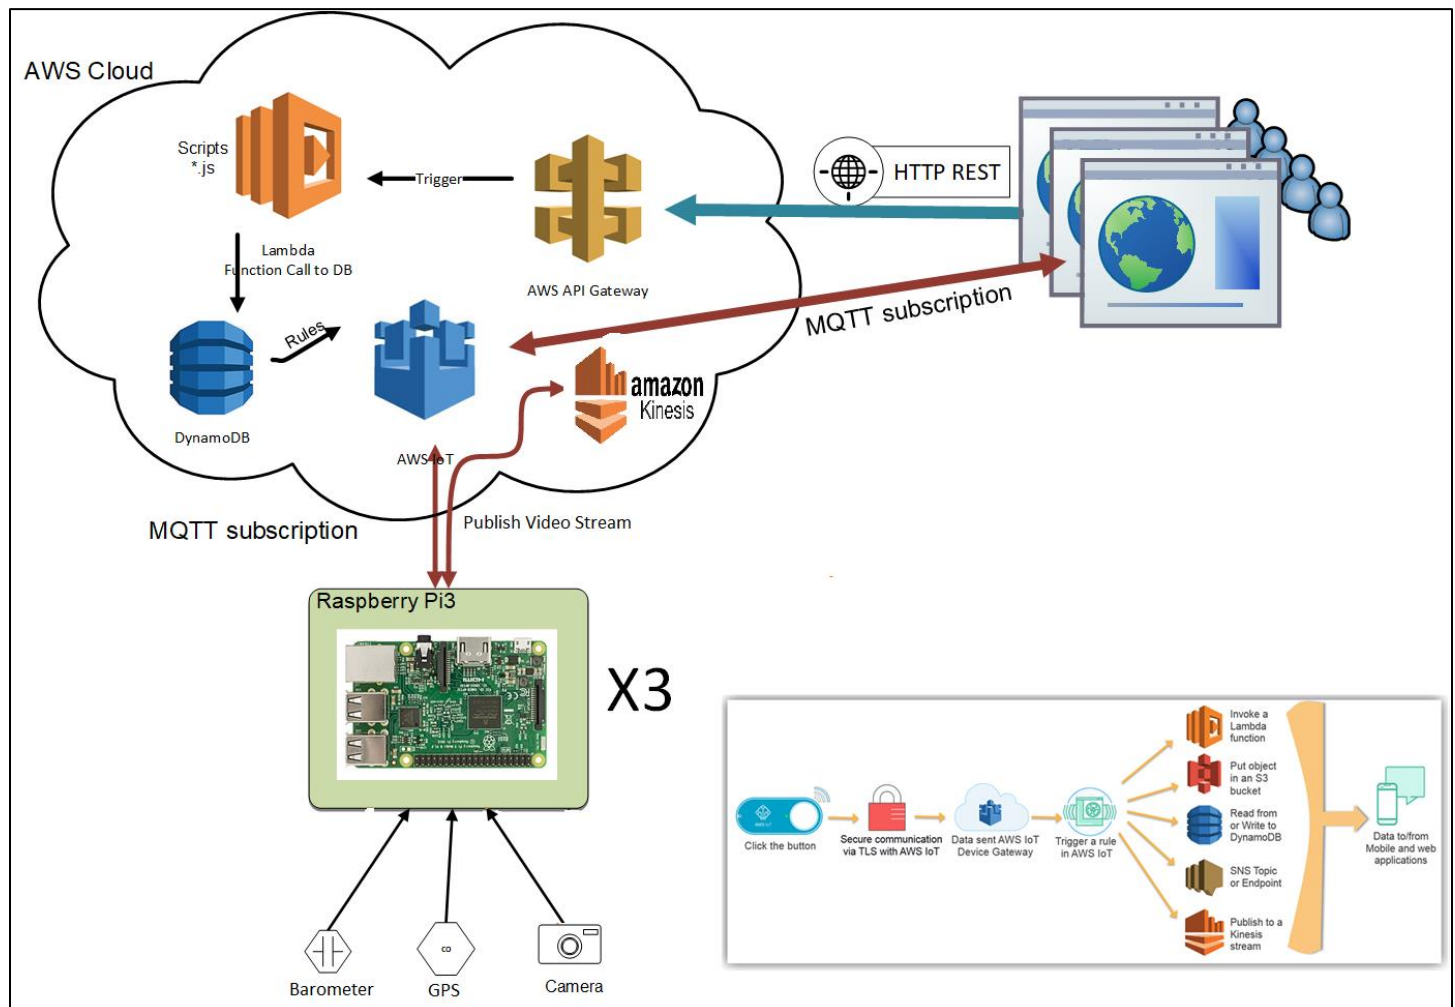 AWS Cloud
Scripts
*.js
Trigger
Lambda
Function Call to DB
AWS API Gateway
HTTP REST
MQTT subscription
Rules
DynamoDB
AWS IoT
amazon
Kinesis
MQTT subscription
Publish Video Stream
Raspberry Pi3
X3
Barometer
GPS
Camera
Click the button
Secure communication
via TLS with AWS IoT
Data sent AWS IoT
Device Gateway
Trigger a rule
in AWS IoT
Invoke a
Lambda
function
Put object
in an S3
bucket
Read from
or Write to
DynamoDB
SNS Topic
or Endpoint
Publish to a
Kinesis
stream
Data to/from
Mobile and web
applications